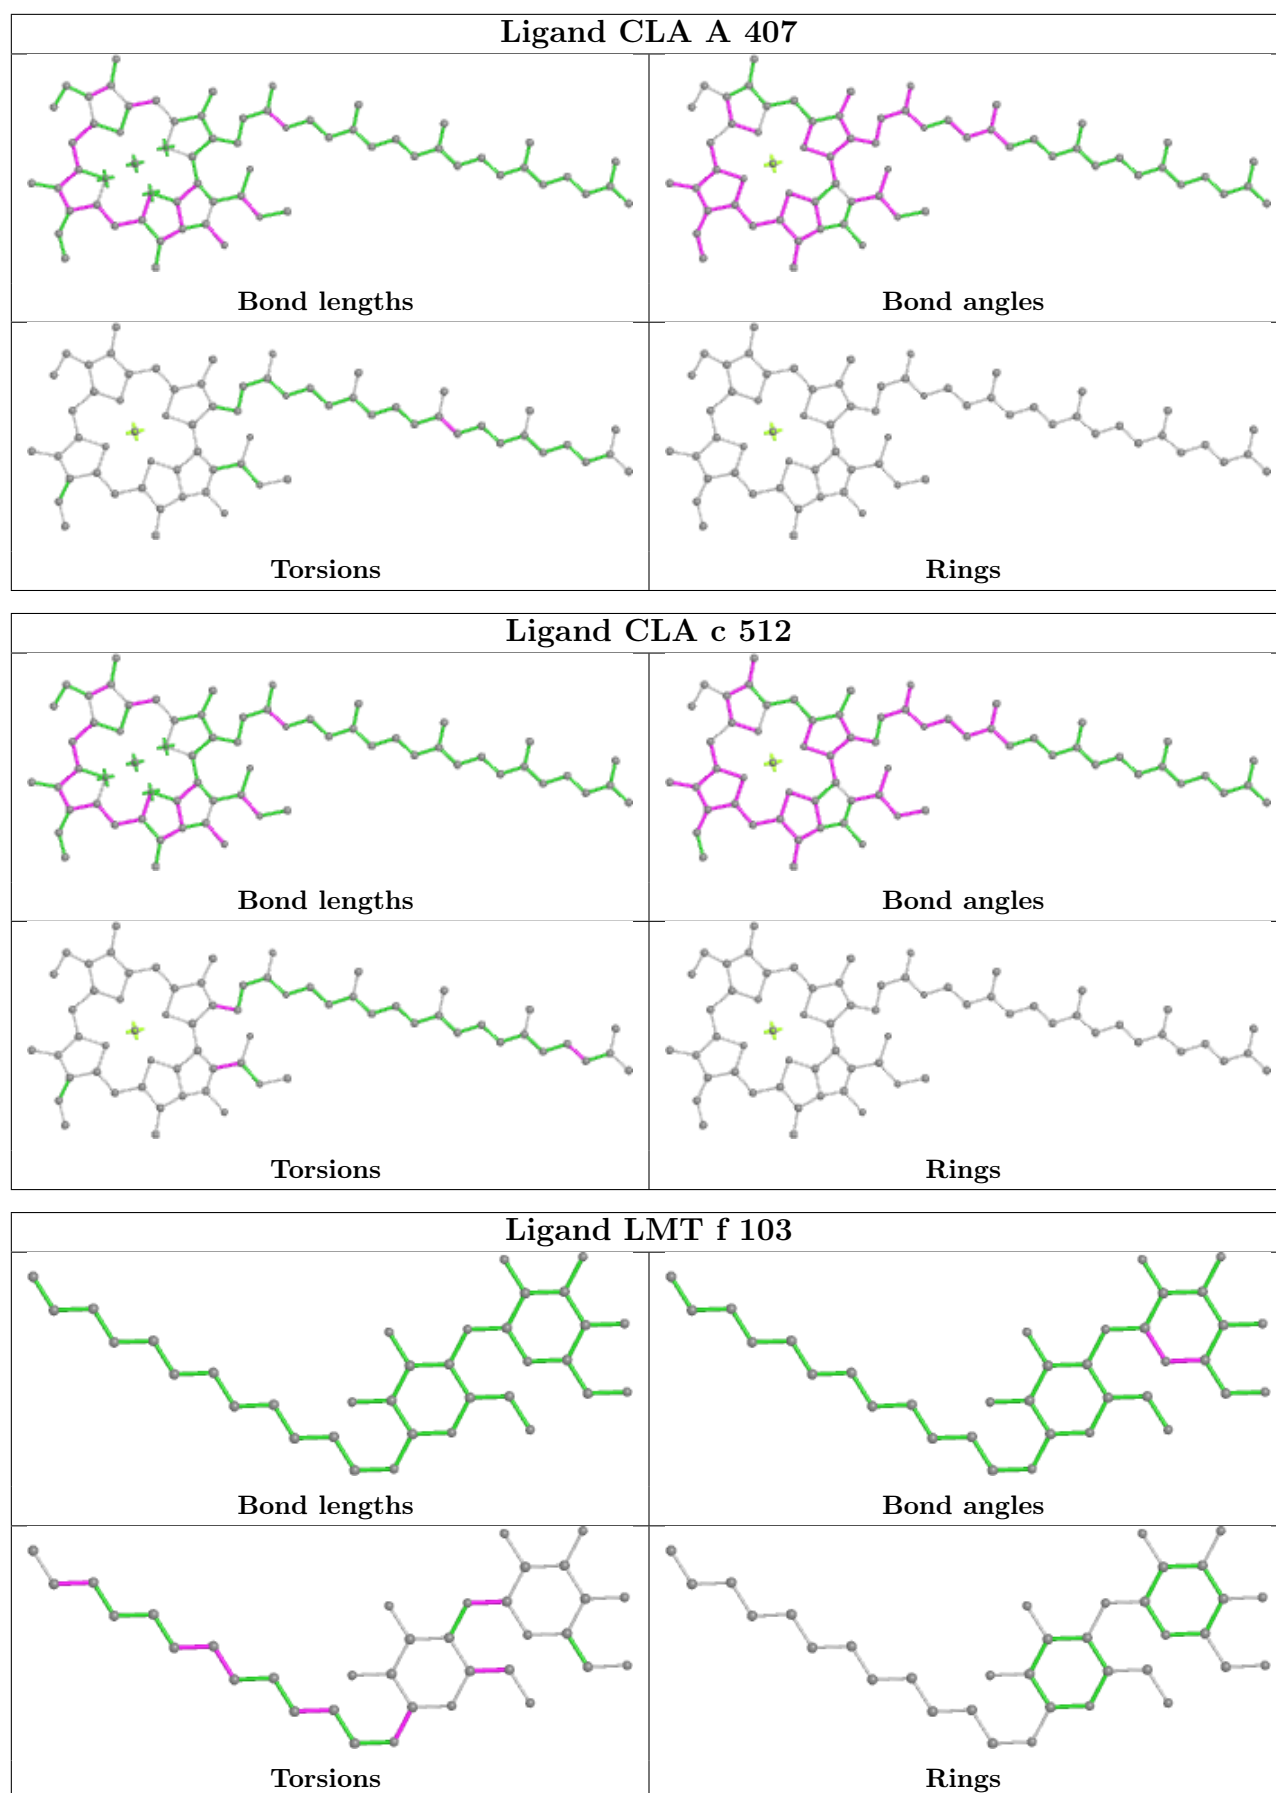 Ligand CLA A 407
Bond lengths
Bond angles
Torsions
Rings
Ligand CLA c 512
Bond lengths
Bond angles
Torsions
Rings
Ligand LMT f 103
Bond lengths
Bond angles
Torsions
Rings